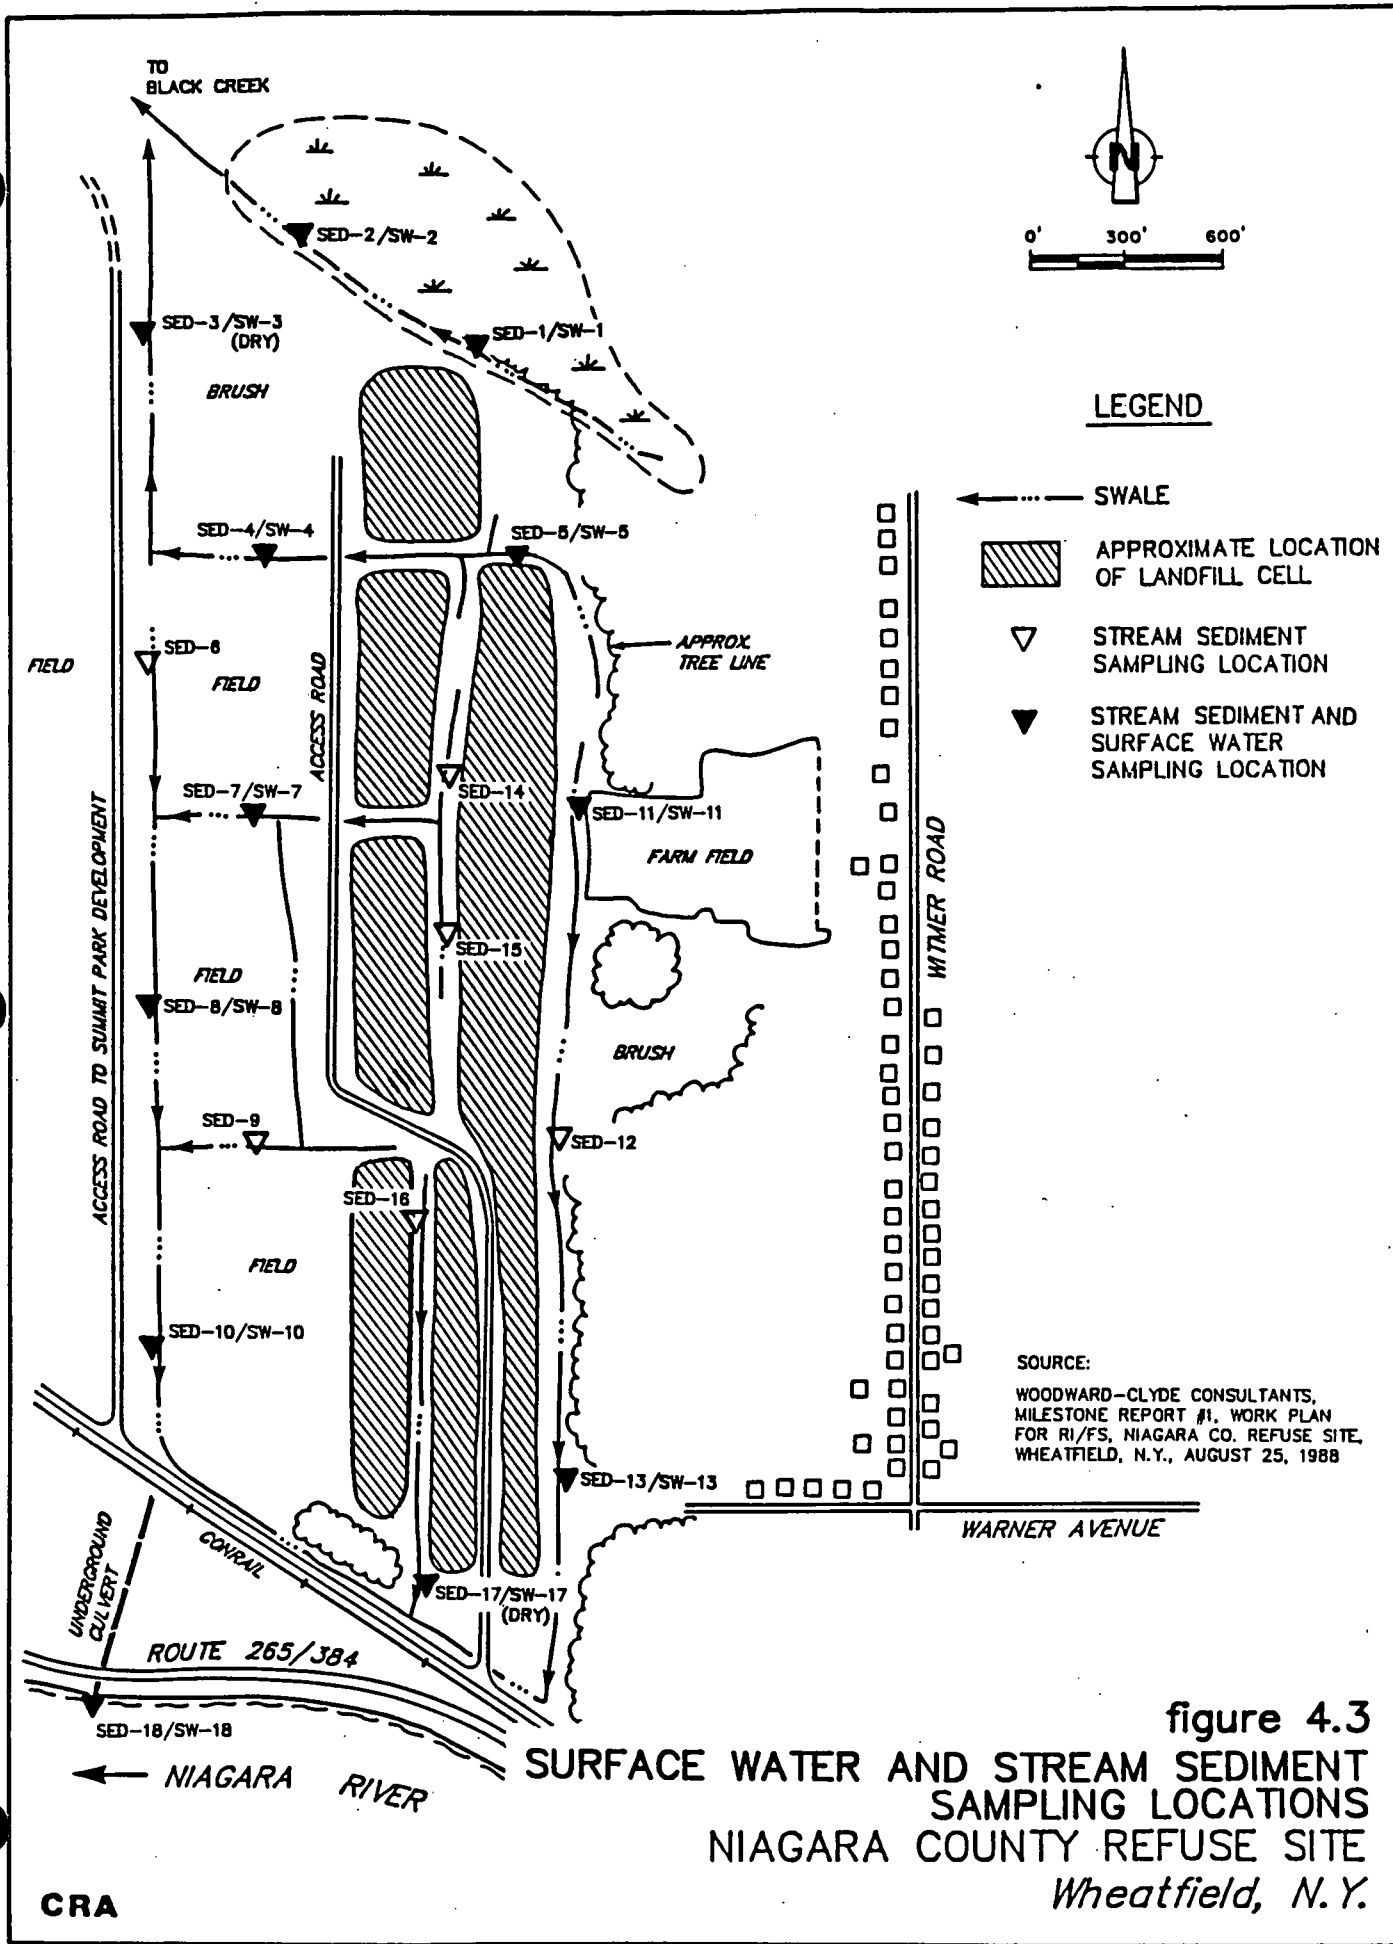 TO
BLACK CREEK
N
0' 300' 600'
SED-2/SW-2
SED-3/SW-3
(DRY)
SED-1/SW-1
BRUSH
LEGEND
SWALE
APPROXIMATE LOCATION
OF LANDFILL CELL
STREAM SEDIMENT
SAMPLING LOCATION
STREAM SEDIMENT AND
SURFACE WATER
SAMPLING LOCATION
SED-4/SW-4
SED-5/SW-5
SED-6
FIELD
FIELD
ACCESS ROAD
APPROX.
TREE LINE
SED-7/SW-7
SED-14
SED-11/SW-11
FARM FIELD
WITMER ROAD
ACCESS ROAD TO SUMMIT PARK DEVELOPMENT
SED-15
FIELD
SED-8/SW-8
BRUSH
SED-9
SED-12
SED-16
FIELD
SED-10/SW-10
SOURCE:
WOODWARD-CLYDE CONSULTANTS,
MILESTONE REPORT #1, WORK PLAN
FOR RI/FS, NIAGARA CO. REFUSE SITE,
WHEATFIELD, N.Y., AUGUST 25, 1988
SED-13/SW-13
WARNER AVENUE
CONRAIL
UNDERGROUND
CULVERT
SED-17/SW-17
(DRY)
ROUTE 265/384
SED-18/SW-18
NIAGARA RIVER
figure 4.3
SURFACE WATER AND STREAM SEDIMENT
SAMPLING LOCATIONS
NIAGARA COUNTY REFUSE SITE
Wheatfield, N.Y.
CRA